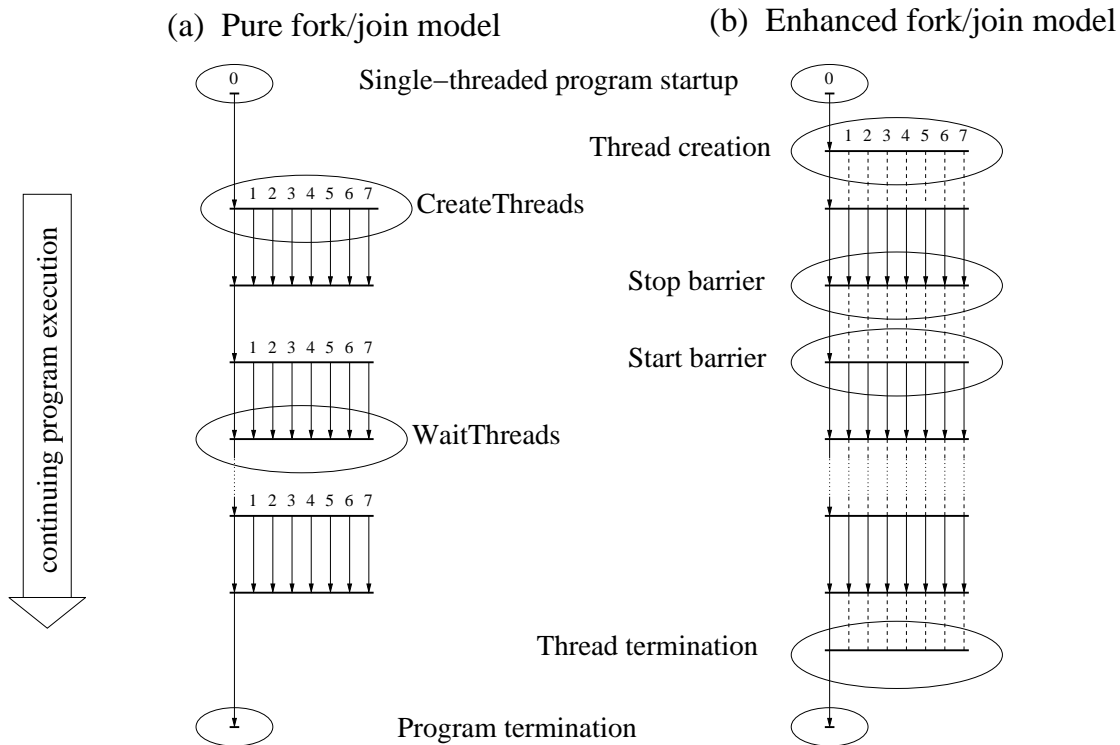 (a) Pure fork/join model
(b) Enhanced fork/join model
0
Single−threaded program startup
0
Thread creation
1 2 3 4 5 6 7
1 2 3 4 5 6 7
CreateThreads
continuing program execution
Stop barrier
1 2 3 4 5 6 7
Start barrier
WaitThreads
1 2 3 4 5 6 7
Thread termination
Program termination